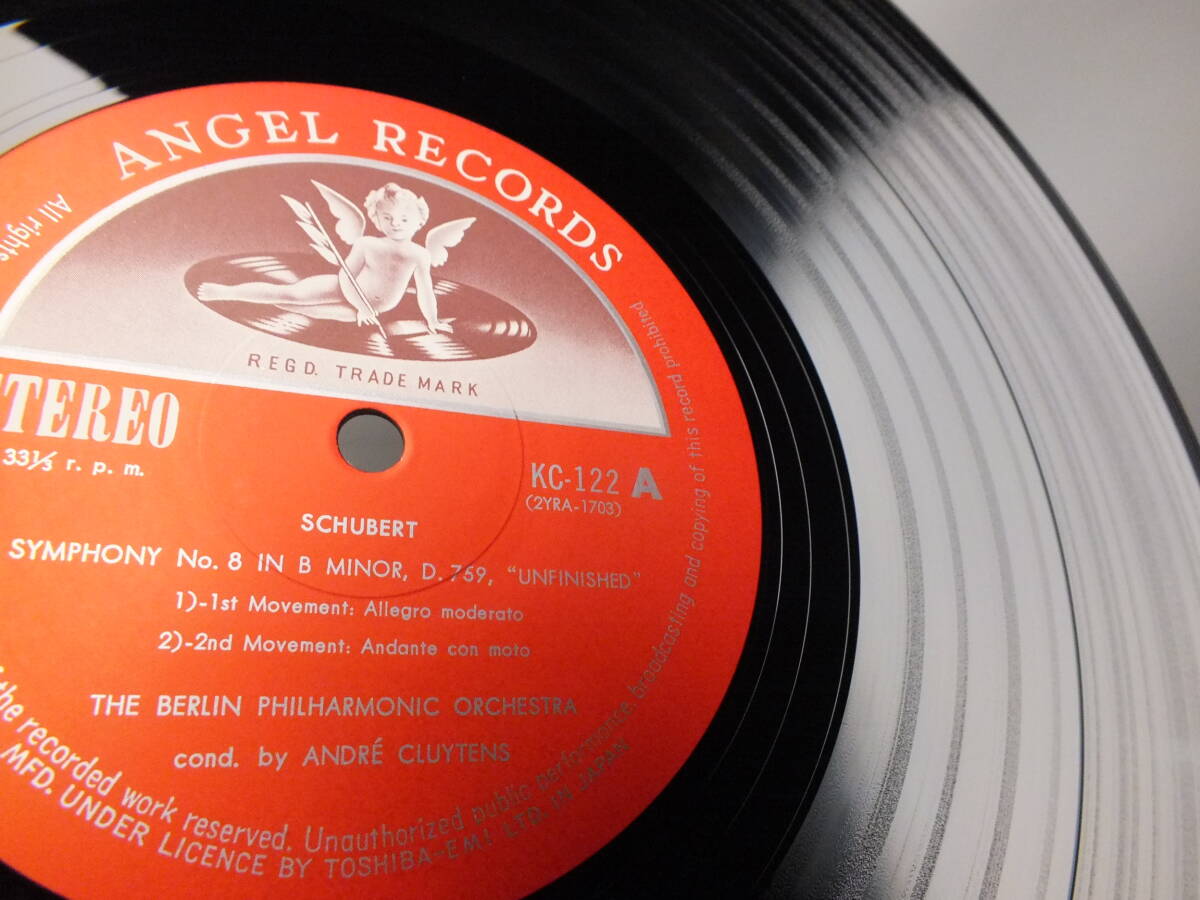 ANGEL RECORDS
REGD. TRADE MARK
STEREO
33⅓ r. p. m.
KC-122 A
(2YRA-1703)
SCHUBERT
SYMPHONY No. 8 IN B MINOR, D. 759, "UNFINISHED"
1)-1st Movement: Allegro moderato
2)-2nd Movement: Andante con moto
THE BERLIN PHILHARMONIC ORCHESTRA
cond. by ANDRÉ CLUYTENS
All rights
the recorded work reserved. Unauthorized public performance, broadcasting and copying of this record prohibited
MFD. UNDER LICENCE BY TOSHIBA-EMI LTD. IN JAPAN